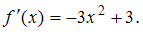 f'(x) = −3x² + 3.